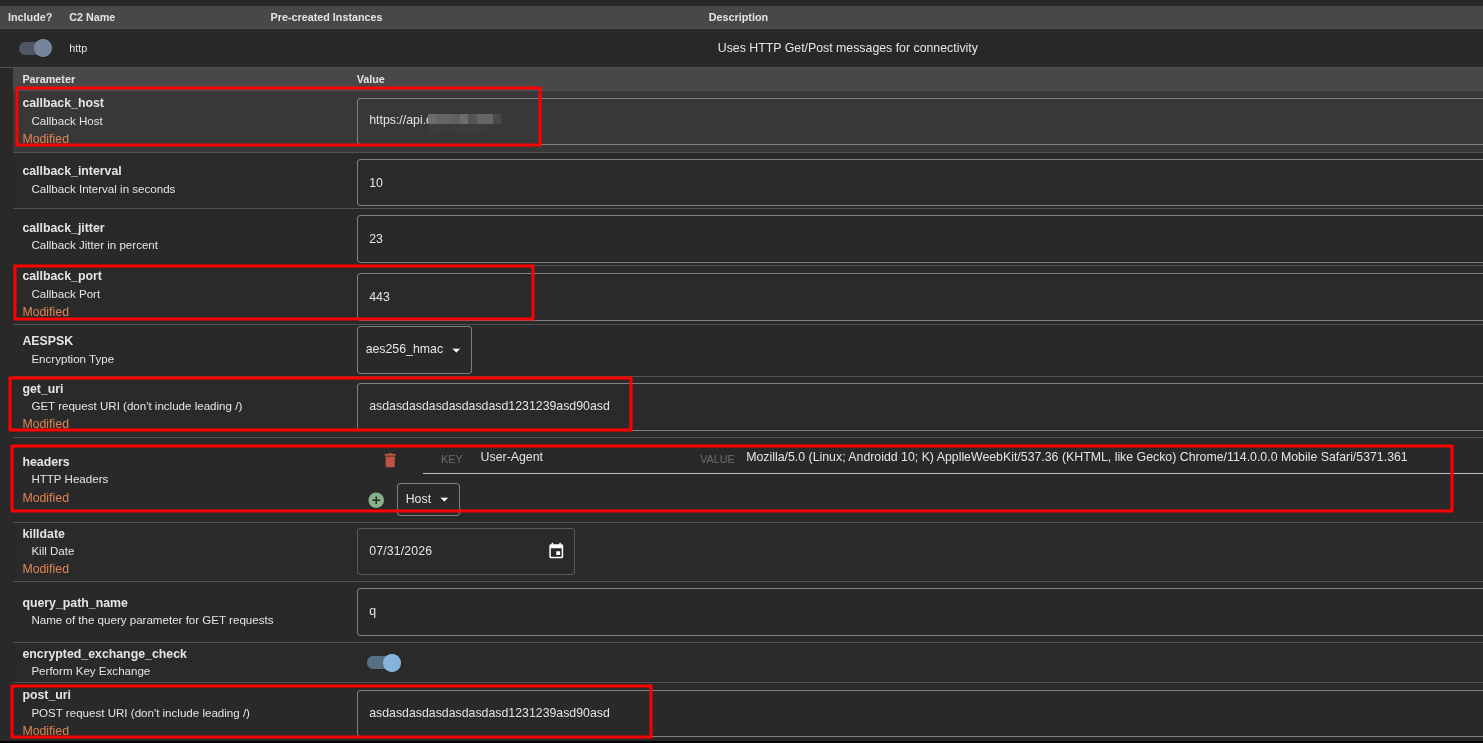 Include? C2 Name Pre-created Instances Description
http Uses HTTP Get/Post messages for connectivity
Parameter Value
callback_host
Callback Host https://api.
Modified
callback_interval
Callback Interval in seconds 10
callback_jitter
Callback Jitter in percent 23
callback_port
Callback Port 443
Modified
AESPSK
Encryption Type aes256_hmac
get_uri
GET request URI (don't include leading /) asdasdasdasdasdasdasd1231239asd90asd
Modified
headers KEY User-Agent VALUE Mozilla/5.0 (Linux; Androidd 10; K) ApplleWeebKit/537.36 (KHTML, like Gecko) Chrome/114.0.0.0 Mobile Safari/5371.361
HTTP Headers
Modified Host
killdate
Kill Date 07/31/2026
Modified
query_path_name
Name of the query parameter for GET requests q
encrypted_exchange_check
Perform Key Exchange
post_uri
POST request URI (don't include leading /) asdasdasdasdasdasdasd1231239asd90asd
Modified